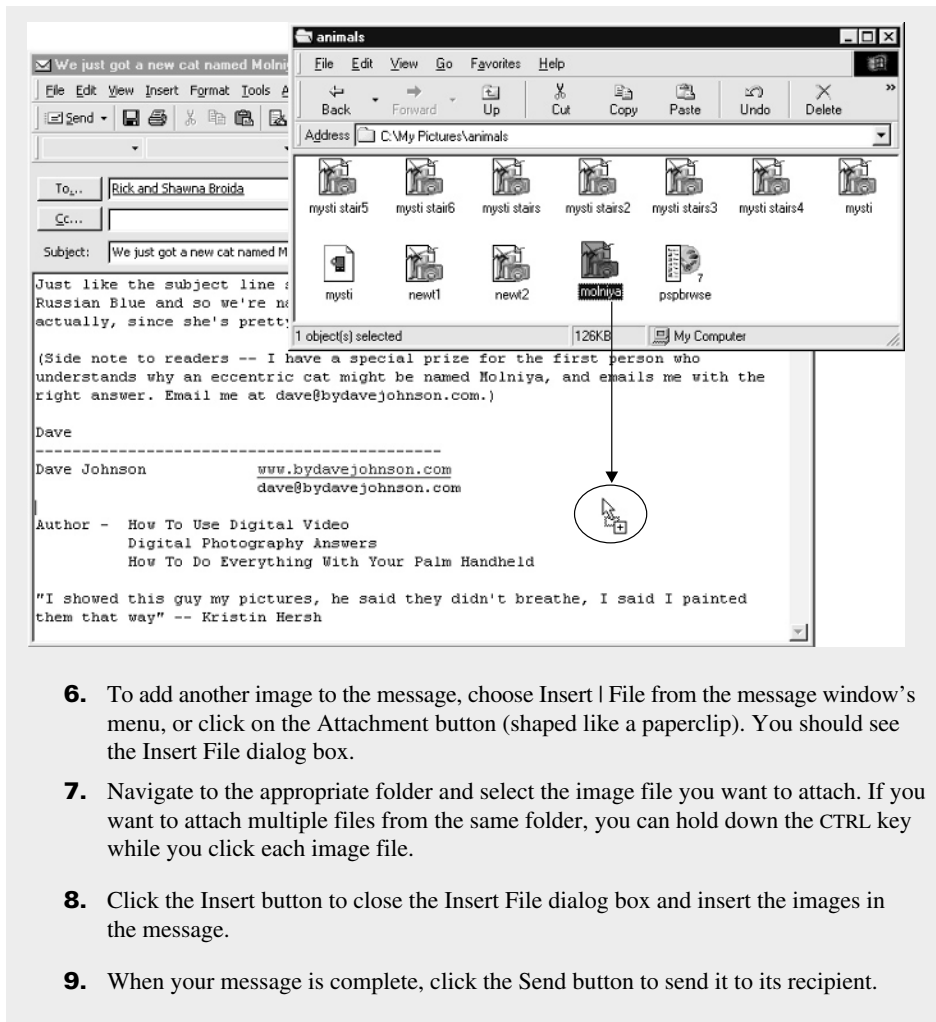 animals
File Edit View Go Favorites Help
Back Forward Up Cut Copy Paste Undo Delete »
Address C:\My Pictures\animals
mysti stair5 mysti stair6 mysti stairs mysti stairs2 mysti stairs3 mysti stairs4 mysti
mysti newt1 newt2 molniya pspbrwse
1 object(s) selected 126KB My Computer
We just got a new cat named Molni
File Edit View Insert Format Tools A
Send
To... Rick and Shawna Broida
Cc...
Subject: We just got a new cat named M
Just like the subject line
Russian Blue and so we're
actually, since she's prett
(Side note to readers -- I have a special prize for the first person who
understands why an eccentric cat might be named Molniya, and emails me with the
right answer. Email me at dave@bydavejohnson.com.)
Dave
---------------------------------------------
Dave Johnson www.bydavejohnson.com
dave@bydavejohnson.com
Author - How To Use Digital Video
Digital Photography Answers
How To Do Everything With Your Palm Handheld
"I showed this guy my pictures, he said they didn't breathe, I said I painted
them that way" -- Kristin Hersh
6. To add another image to the message, choose Insert | File from the message window's
menu, or click on the Attachment button (shaped like a paperclip). You should see
the Insert File dialog box.
7. Navigate to the appropriate folder and select the image file you want to attach. If you
want to attach multiple files from the same folder, you can hold down the CTRL key
while you click each image file.
8. Click the Insert button to close the Insert File dialog box and insert the images in
the message.
9. When your message is complete, click the Send button to send it to its recipient.